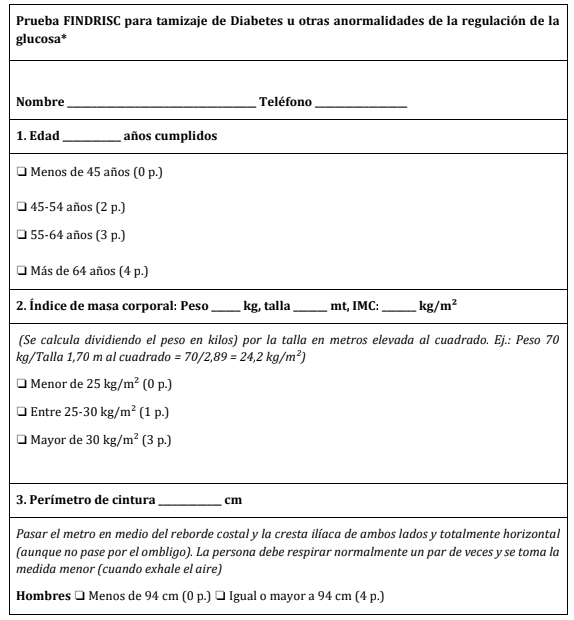 Prueba FINDRISC para tamizaje de Diabetes u otras anormalidades de la regulación de la
glucosa*
Nombre ______________________________ Teléfono _______________
1. Edad _________ años cumplidos
❑ Menos de 45 años (0 p.)
❑ 45-54 años (2 p.)
❑ 55-64 años (3 p.)
❑ Más de 64 años (4 p.)
2. Índice de masa corporal: Peso _____ kg, talla ______ mt, IMC: ______ kg/m²
(Se calcula dividiendo el peso en kilos) por la talla en metros elevada al cuadrado. Ej.: Peso 70
kg/Talla 1,70 m al cuadrado = 70/2,89 = 24,2 kg/m²)
❑ Menor de 25 kg/m² (0 p.)
❑ Entre 25-30 kg/m² (1 p.)
❑ Mayor de 30 kg/m² (3 p.)
3. Perímetro de cintura __________ cm
Pasar el metro en medio del reborde costal y la cresta ilíaca de ambos lados y totalmente horizontal
(aunque no pase por el ombligo). La persona debe respirar normalmente un par de veces y se toma la
medida menor (cuando exhale el aire)
Hombres ❑ Menos de 94 cm (0 p.) ❑ Igual o mayor a 94 cm (4 p.)